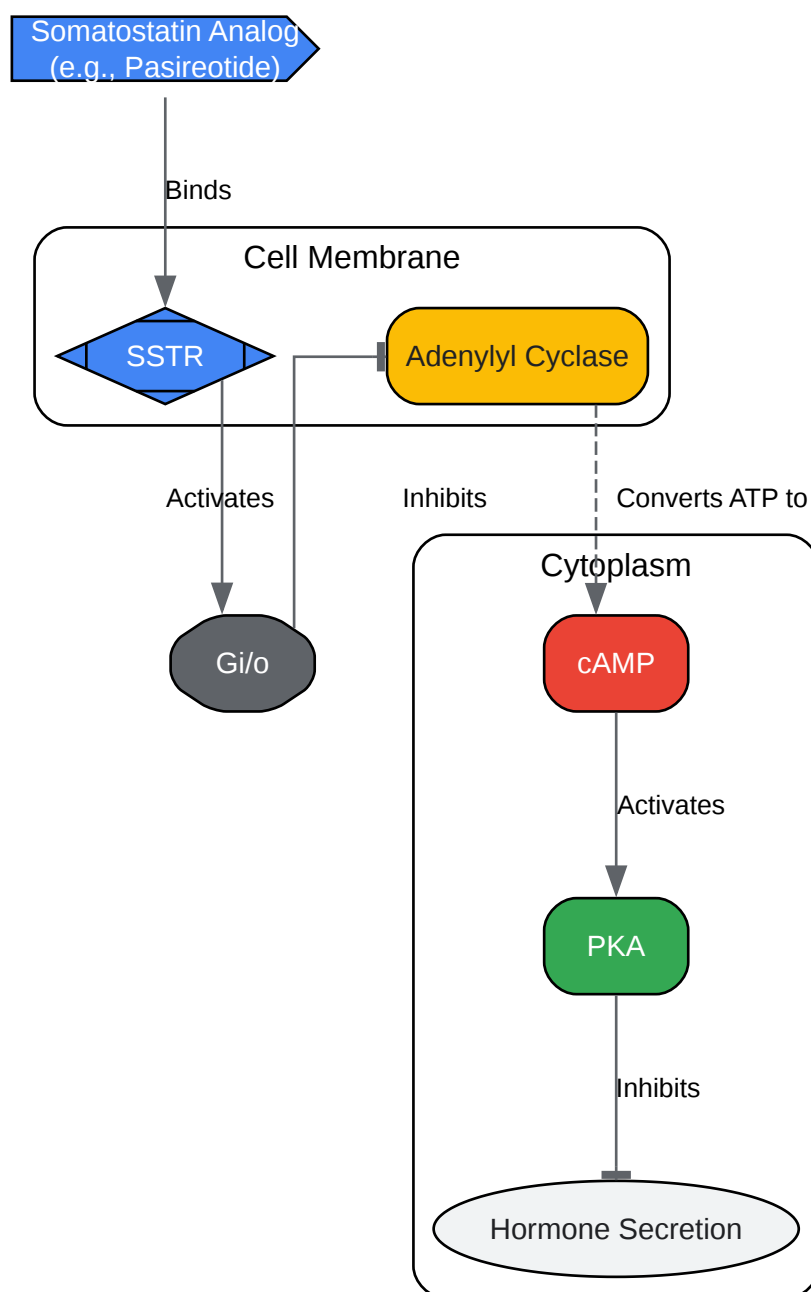 Somatostatin Analog
(e.g., Pasireotide)
Binds
Cell Membrane
SSTR
Adenylyl Cyclase
Activates
Inhibits
Converts ATP to
Cytoplasm
Gi/o
cAMP
Activates
PKA
Inhibits
Hormone Secretion